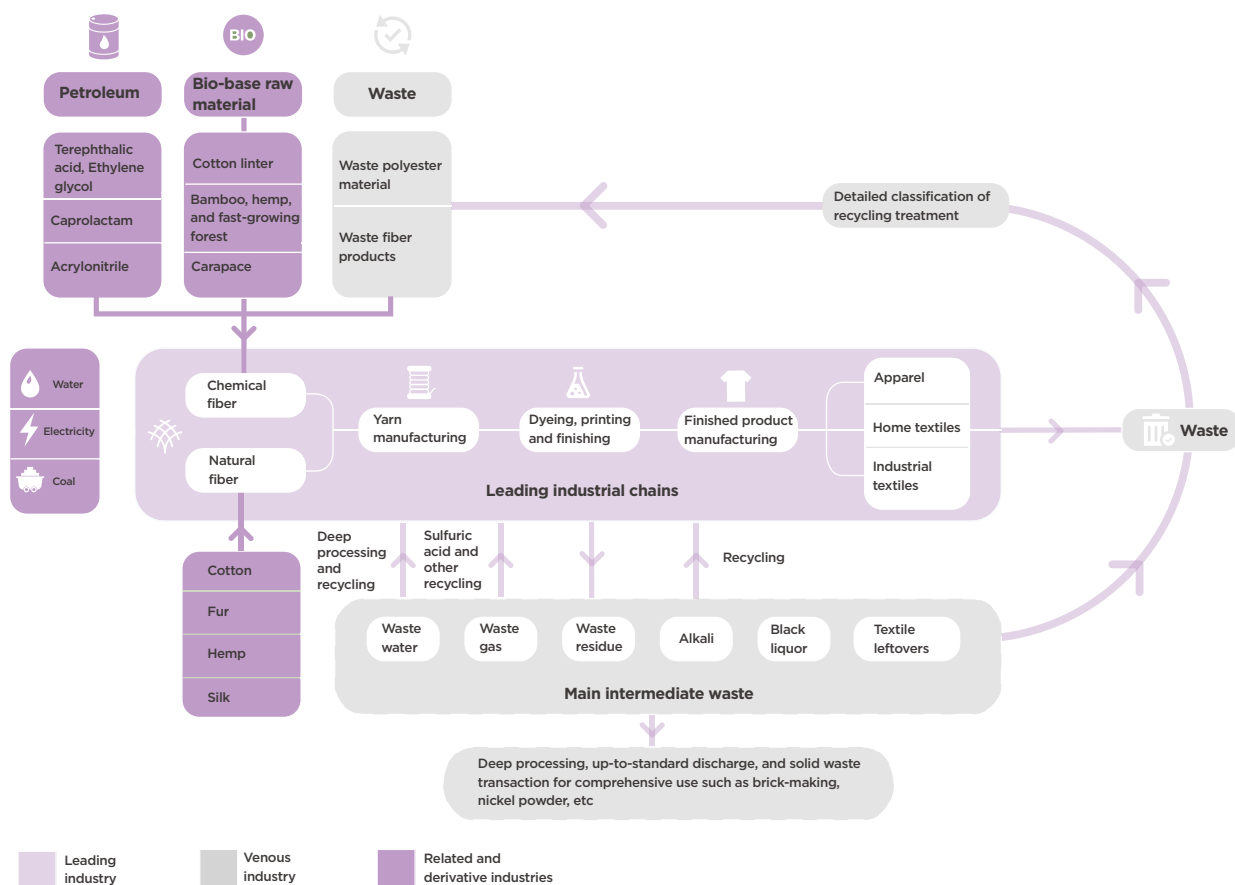 BIO
Petroleum
Bio-base raw
material
Waste
Terephthalic
acid, Ethylene
glycol
Caprolactam
Acrylonitrile
Cotton linter
Bamboo, hemp,
and fast-growing
forest
Carapace
Waste polyester
material
Waste fiber
products
Detailed classification of
recycling treatment
Water
Electricity
Coal
Chemical
fiber
Natural
fiber
Yarn
manufacturing
Dyeing, printing
and finishing
Finished product
manufacturing
Apparel
Home textiles
Industrial
textiles
Leading industrial chains
Waste
Cotton
Fur
Hemp
Silk
Deep
processing
and
recycling
Sulfuric
acid and
other
recycling
Recycling
Waste
water
Waste
gas
Waste
residue
Alkali
Black
liquor
Textile
leftovers
Main intermediate waste
Deep processing, up-to-standard discharge, and solid waste
transaction for comprehensive use such as brick-making,
nickel powder, etc
Leading
industry
Venous
industry
Related and
derivative industries